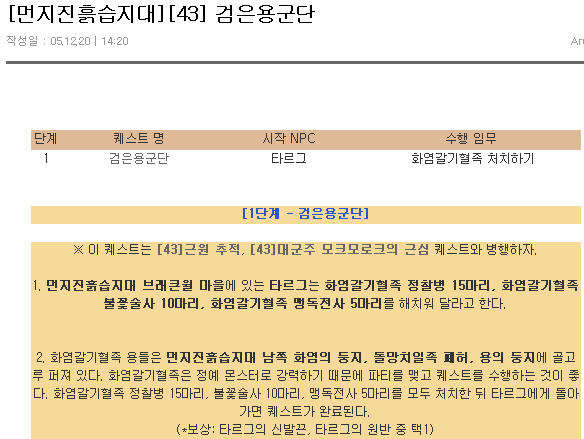 [먼지진흙습지대][43] 검은용군단
작성일 : 05.12.20 | 14:20
단계 퀘스트 명 시작 NPC 수행 임무
1 검은용군단 타르그 화염갈기혈족 처치하기
[1단계 - 검은용군단]
※ 이 퀘스트는 [43]근원 추적, [43]대군주 모크모로크의 근심 퀘스트와 병행하자.
1. 먼지진흙습지대 브래큰월 마을에 있는 타르그는 화염갈기혈족 정찰병 15마리, 화염갈기혈족
불꽃술사 10마리, 화염갈기혈족 맹독전사 5마리를 해치워 달라고 한다.
2. 화염갈기혈족 용들은 먼지진흙습지대 남쪽 화염의 둥지, 돌망치일족 폐허, 용의 둥지에 골고
루 퍼져 있다. 화염갈기혈족은 정예 몬스터로 강력하기 때문에 파티를 맺고 퀘스트를 수행하는 것이 좋
다. 화염갈기혈족 정찰병 15마리, 불꽃술사 10마리, 맹독전사 5마리를 모두 처치한 뒤 타르그에게 돌아
가면 퀘스트가 완료된다.
(*보상: 타르그의 신발끈, 타르그의 원반 중 택1)